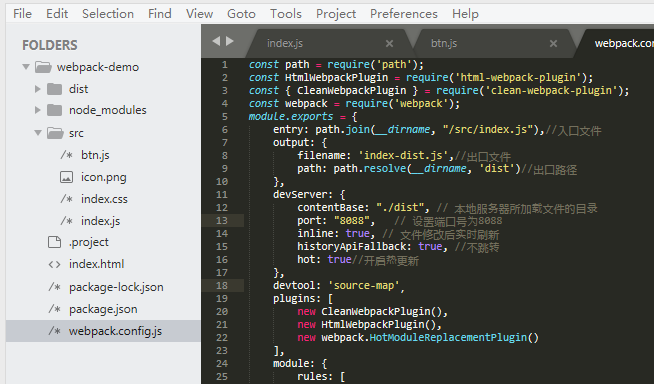 File Edit Selection Find View Goto Tools Project Preferences Help
FOLDERS
webpack-demo
dist
node_modules
src
btn.js
icon.png
index.css
index.js
.project
index.html
package-lock.json
package.json
webpack.config.js
index.js btn.js webpack.co
1 const path = require('path');
2 const HtmlWebpackPlugin = require('html-webpack-plugin');
3 const { CleanWebpackPlugin } = require('clean-webpack-plugin');
4 const webpack = require('webpack');
5 module.exports = {
6 entry: path.join(__dirname, "/src/index.js"),//入口文件
7 output: {
8 filename: 'index-dist.js',//出口文件
9 path: path.resolve(__dirname, 'dist')//出口路径
10 },
11 devServer: {
12 contentBase: "./dist", // 本地服务器所加载文件的目录
13 port: "8088", // 设置端口号为8088
14 inline: true, // 文件修改后实时刷新
15 historyApiFallback: true, //不跳转
16 hot: true//开启热更新
17 },
18 devtool: 'source-map',
19 plugins: [
20 new CleanWebpackPlugin(),
21 new HtmlWebpackPlugin(),
22 new webpack.HotModuleReplacementPlugin()
23 ],
24 module: {
25 rules: [